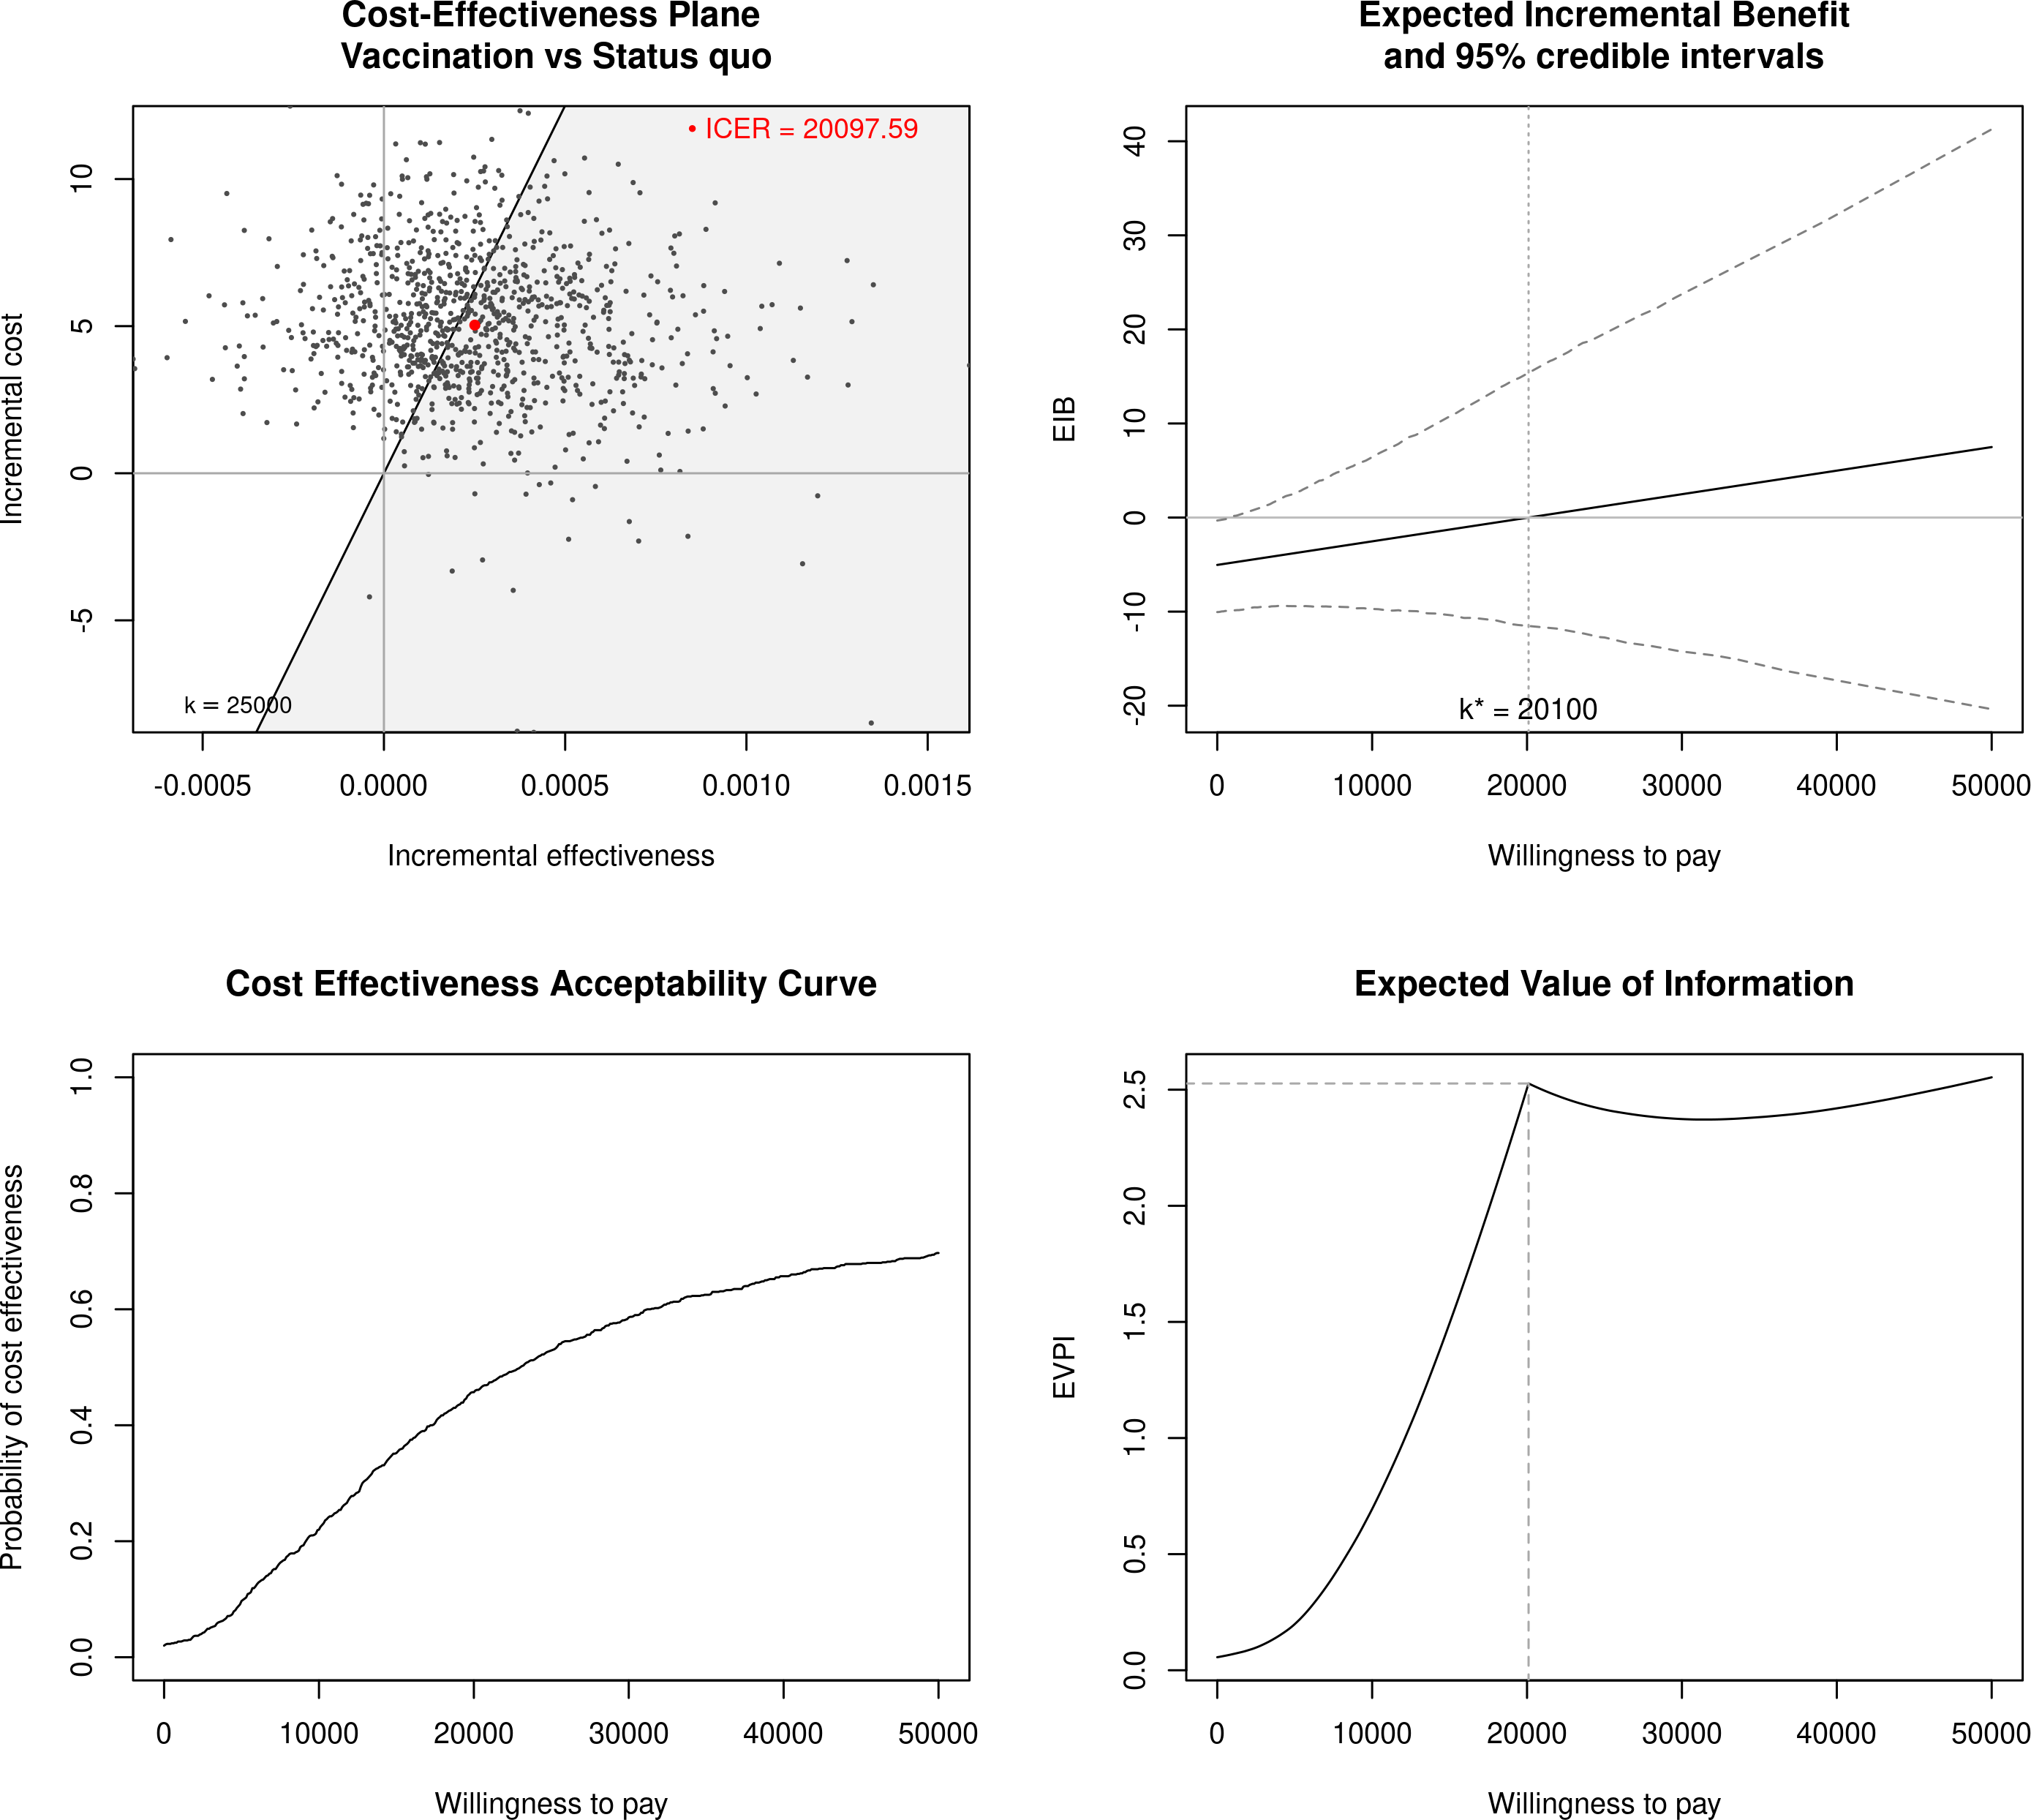 Cost-Effectiveness Plane
Vaccination vs Status quo
ICER = 20097.59
Incremental cost
10
5
0
-5
k = 25000
-0.0005 0.0000 0.0005 0.0010 0.0015
Incremental effectiveness
Expected Incremental Benefit
and 95% credible intervals
EIB
40
30
20
10
0
-10
-20
k* = 20100
0 10000 20000 30000 40000 50000
Willingness to pay
Cost Effectiveness Acceptability Curve
Probability of cost effectiveness
1.0
0.8
0.6
0.4
0.2
0.0
0 10000 20000 30000 40000 50000
Willingness to pay
Expected Value of Information
EVPI
2.5
2.0
1.5
1.0
0.5
0.0
0 10000 20000 30000 40000 50000
Willingness to pay